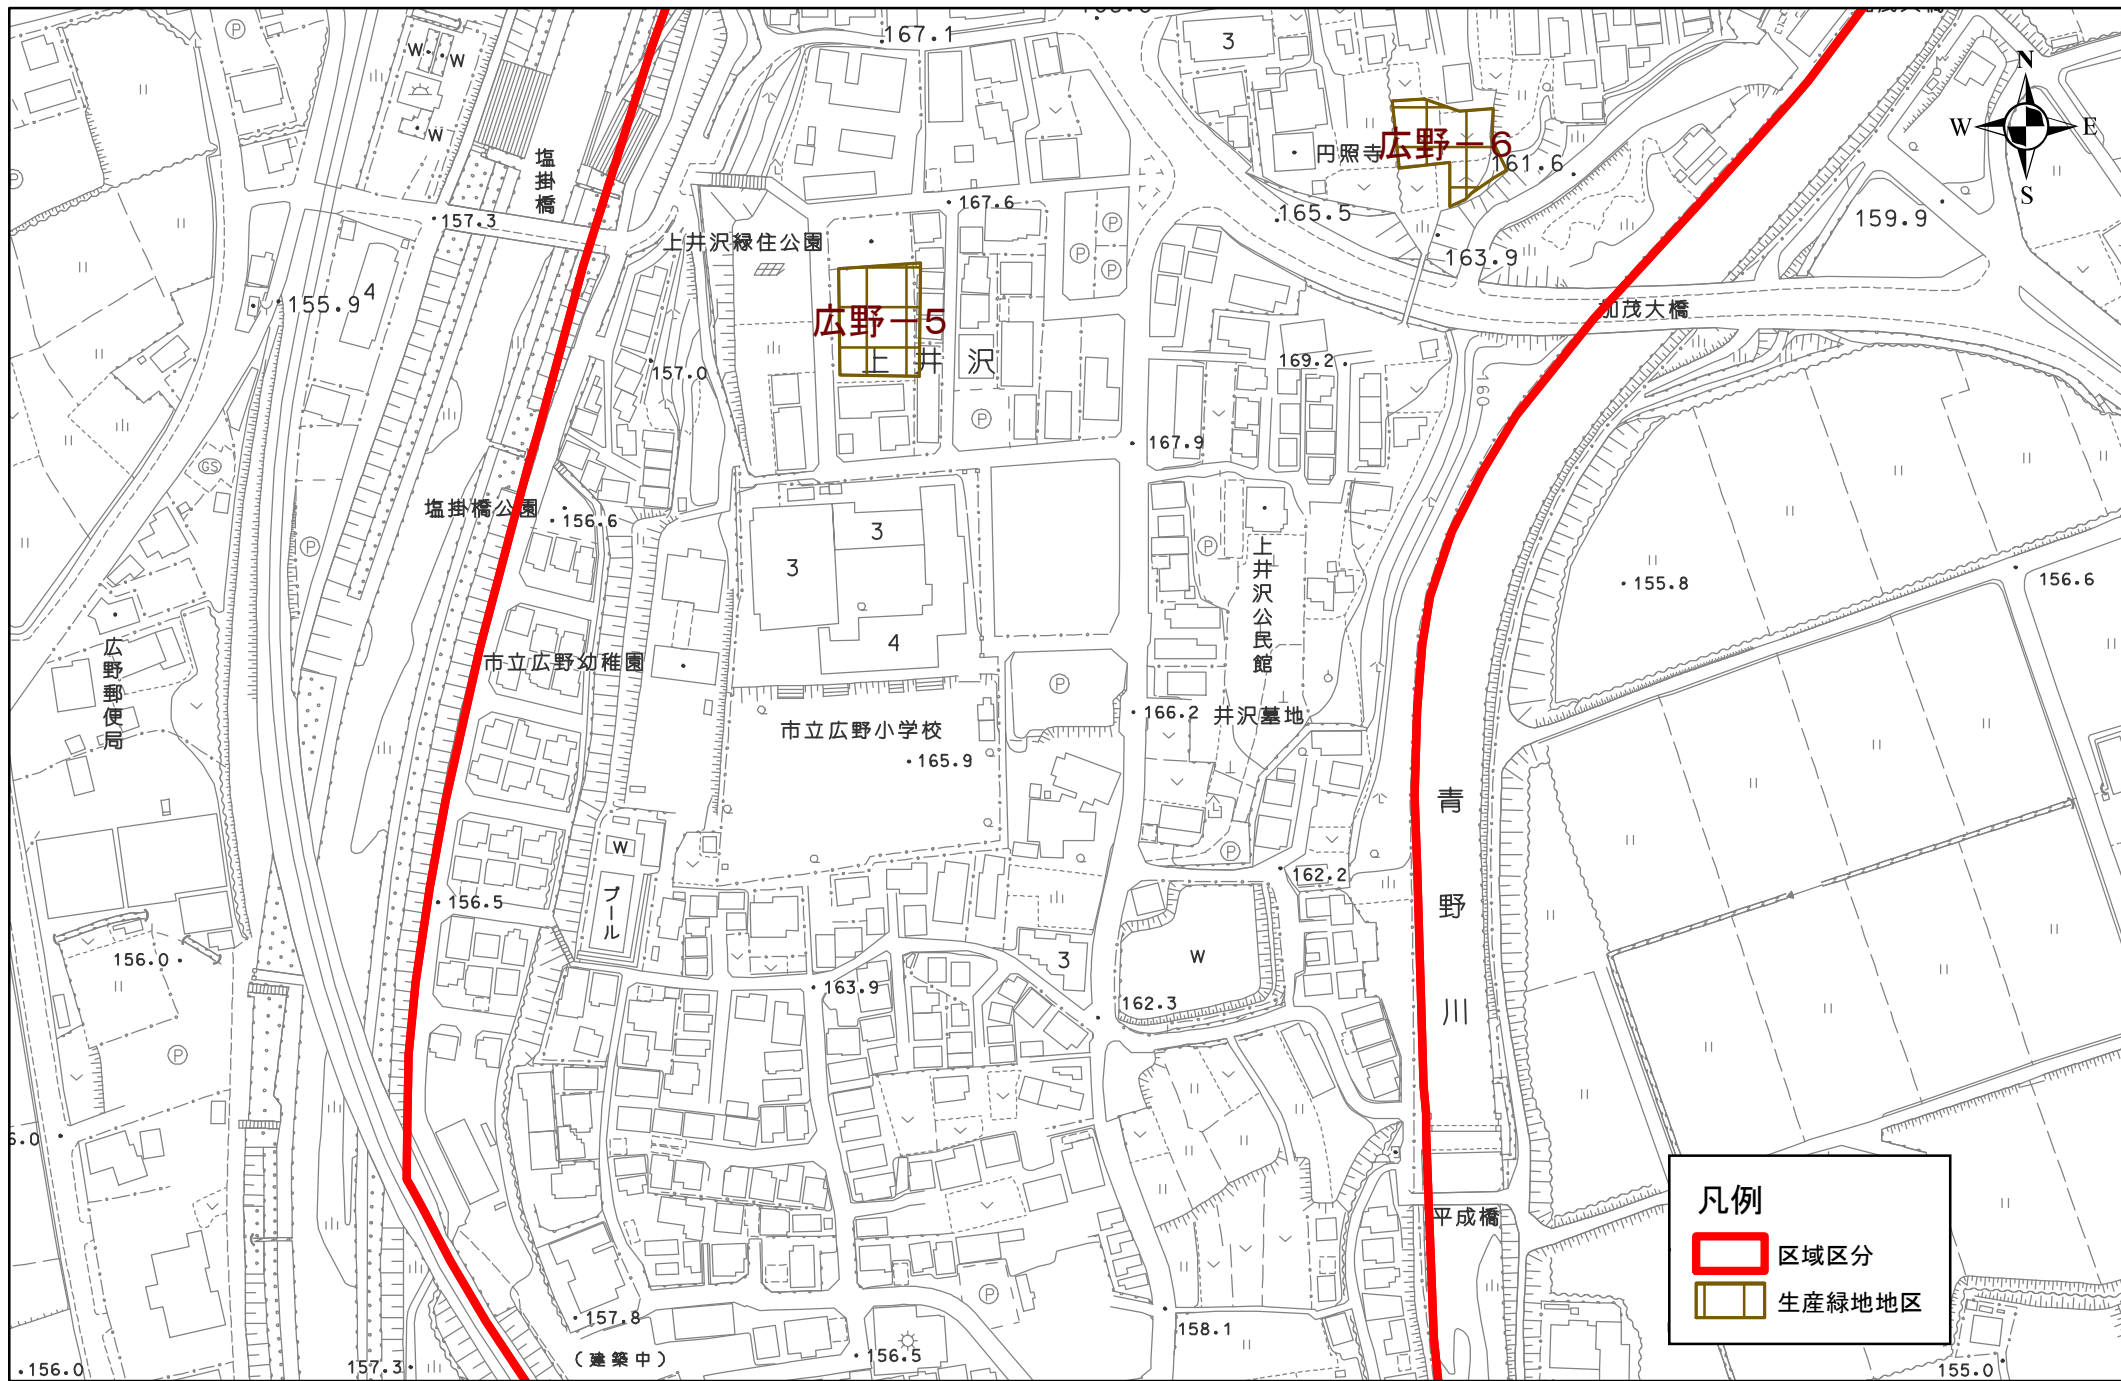 167.1
3
N
W
E
S
W
W
W
塩掛橋
円照寺
広野－6
161.6
157.3
167.6
165.5
159.9
上井沢緑住公園
163.9
155.9
4
広野－5
加茂大橋
上井沢
157.0
169.2
160
167.9
GS
塩掛橋公園
156.6
3
3
4
上井沢公民館
155.8
156.6
広野郵便局
市立広野幼稚園
166.2
井沢墓地
市立広野小学校
165.9
青野川
W
プール
156.5
162.2
156.0
3
W
163.9
162.3
平成橋
凡例
区域区分
生産緑地地区
157.8
158.1
(建築中)
156.5
156.0
157.3
155.0
P
P
P
P
P
P
P
P
P
P
P
P